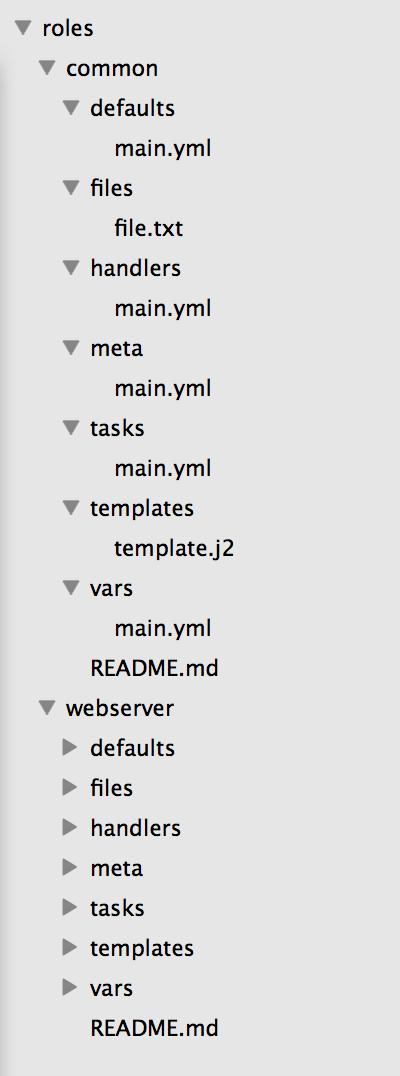 roles
common
defaults
main.yml
files
file.txt
handlers
main.yml
meta
main.yml
tasks
main.yml
templates
template.j2
vars
main.yml
README.md
webserver
defaults
files
handlers
meta
tasks
templates
vars
README.md